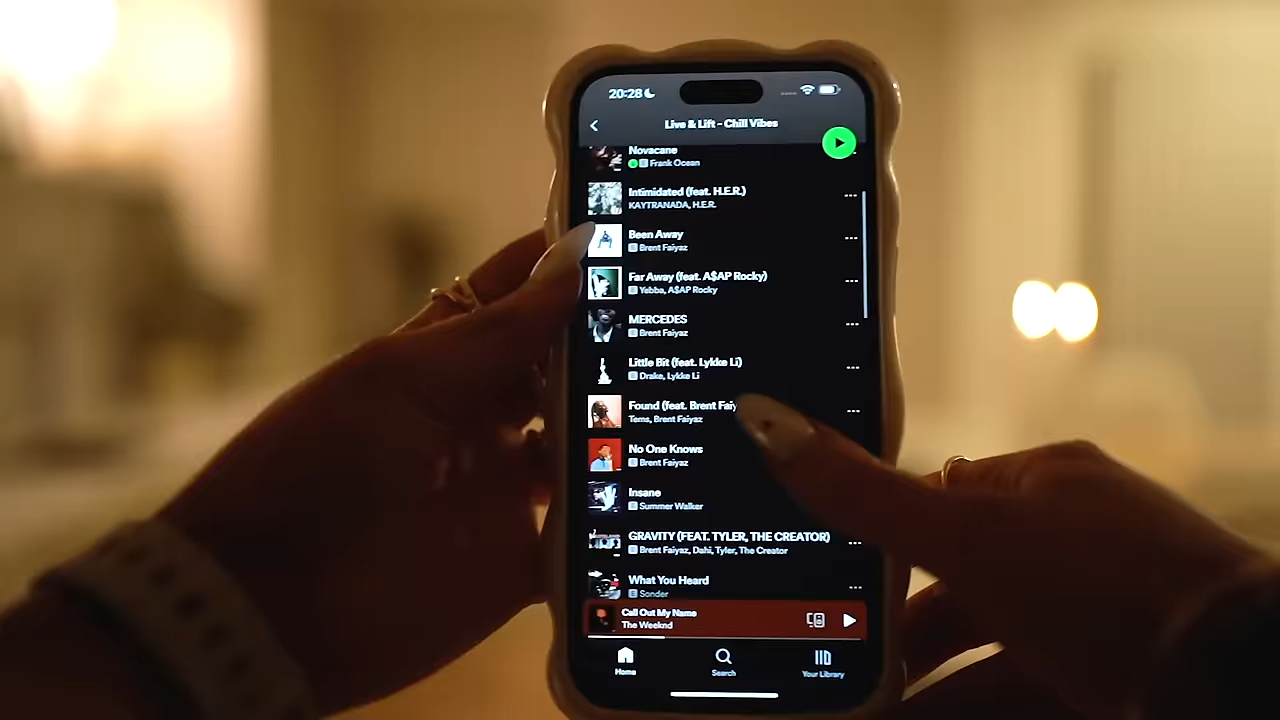 20:28
Live & Lift - Chill Vibes
Novacane
E Frank Ocean
Intimidated (feat. H.E.R.)
KAYTRANADA, H.E.R.
Been Away
E Brent Faiyaz
Far Away (feat. A$AP Rocky)
E Yebba, A$AP Rocky
MERCEDES
E Brent Faiyaz
Little Bit (feat. Lykke Li)
E Drake, Lykke Li
Found (feat. Brent Faiy
Tems, Brent Faiyaz
No One Knows
E Brent Faiyaz
Insane
E Summer Walker
GRAVITY (FEAT. TYLER, THE CREATOR)
E Brent Faiyaz, Dahi, Tyler, The Creator
What You Heard
E Sonder
Call Out My Name
The Weeknd
Home
Search
Your Library